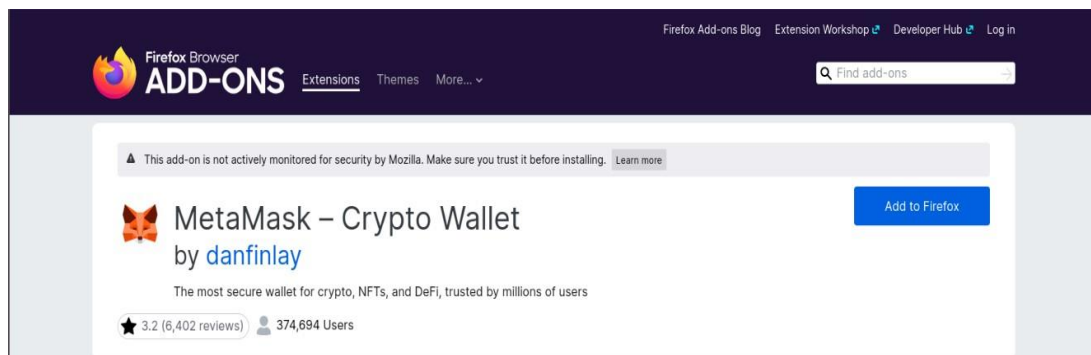 Firefox Add-ons Blog Extension Workshop Developer Hub Log in
Firefox Browser
ADD-ONS Extensions Themes More...
Find add-ons
This add-on is not actively monitored for security by Mozilla. Make sure you trust it before installing. Learn more
Add to Firefox
MetaMask – Crypto Wallet
by danfinlay
The most secure wallet for crypto, NFTs, and DeFi, trusted by millions of users
3.2 (6,402 reviews) 374,694 Users